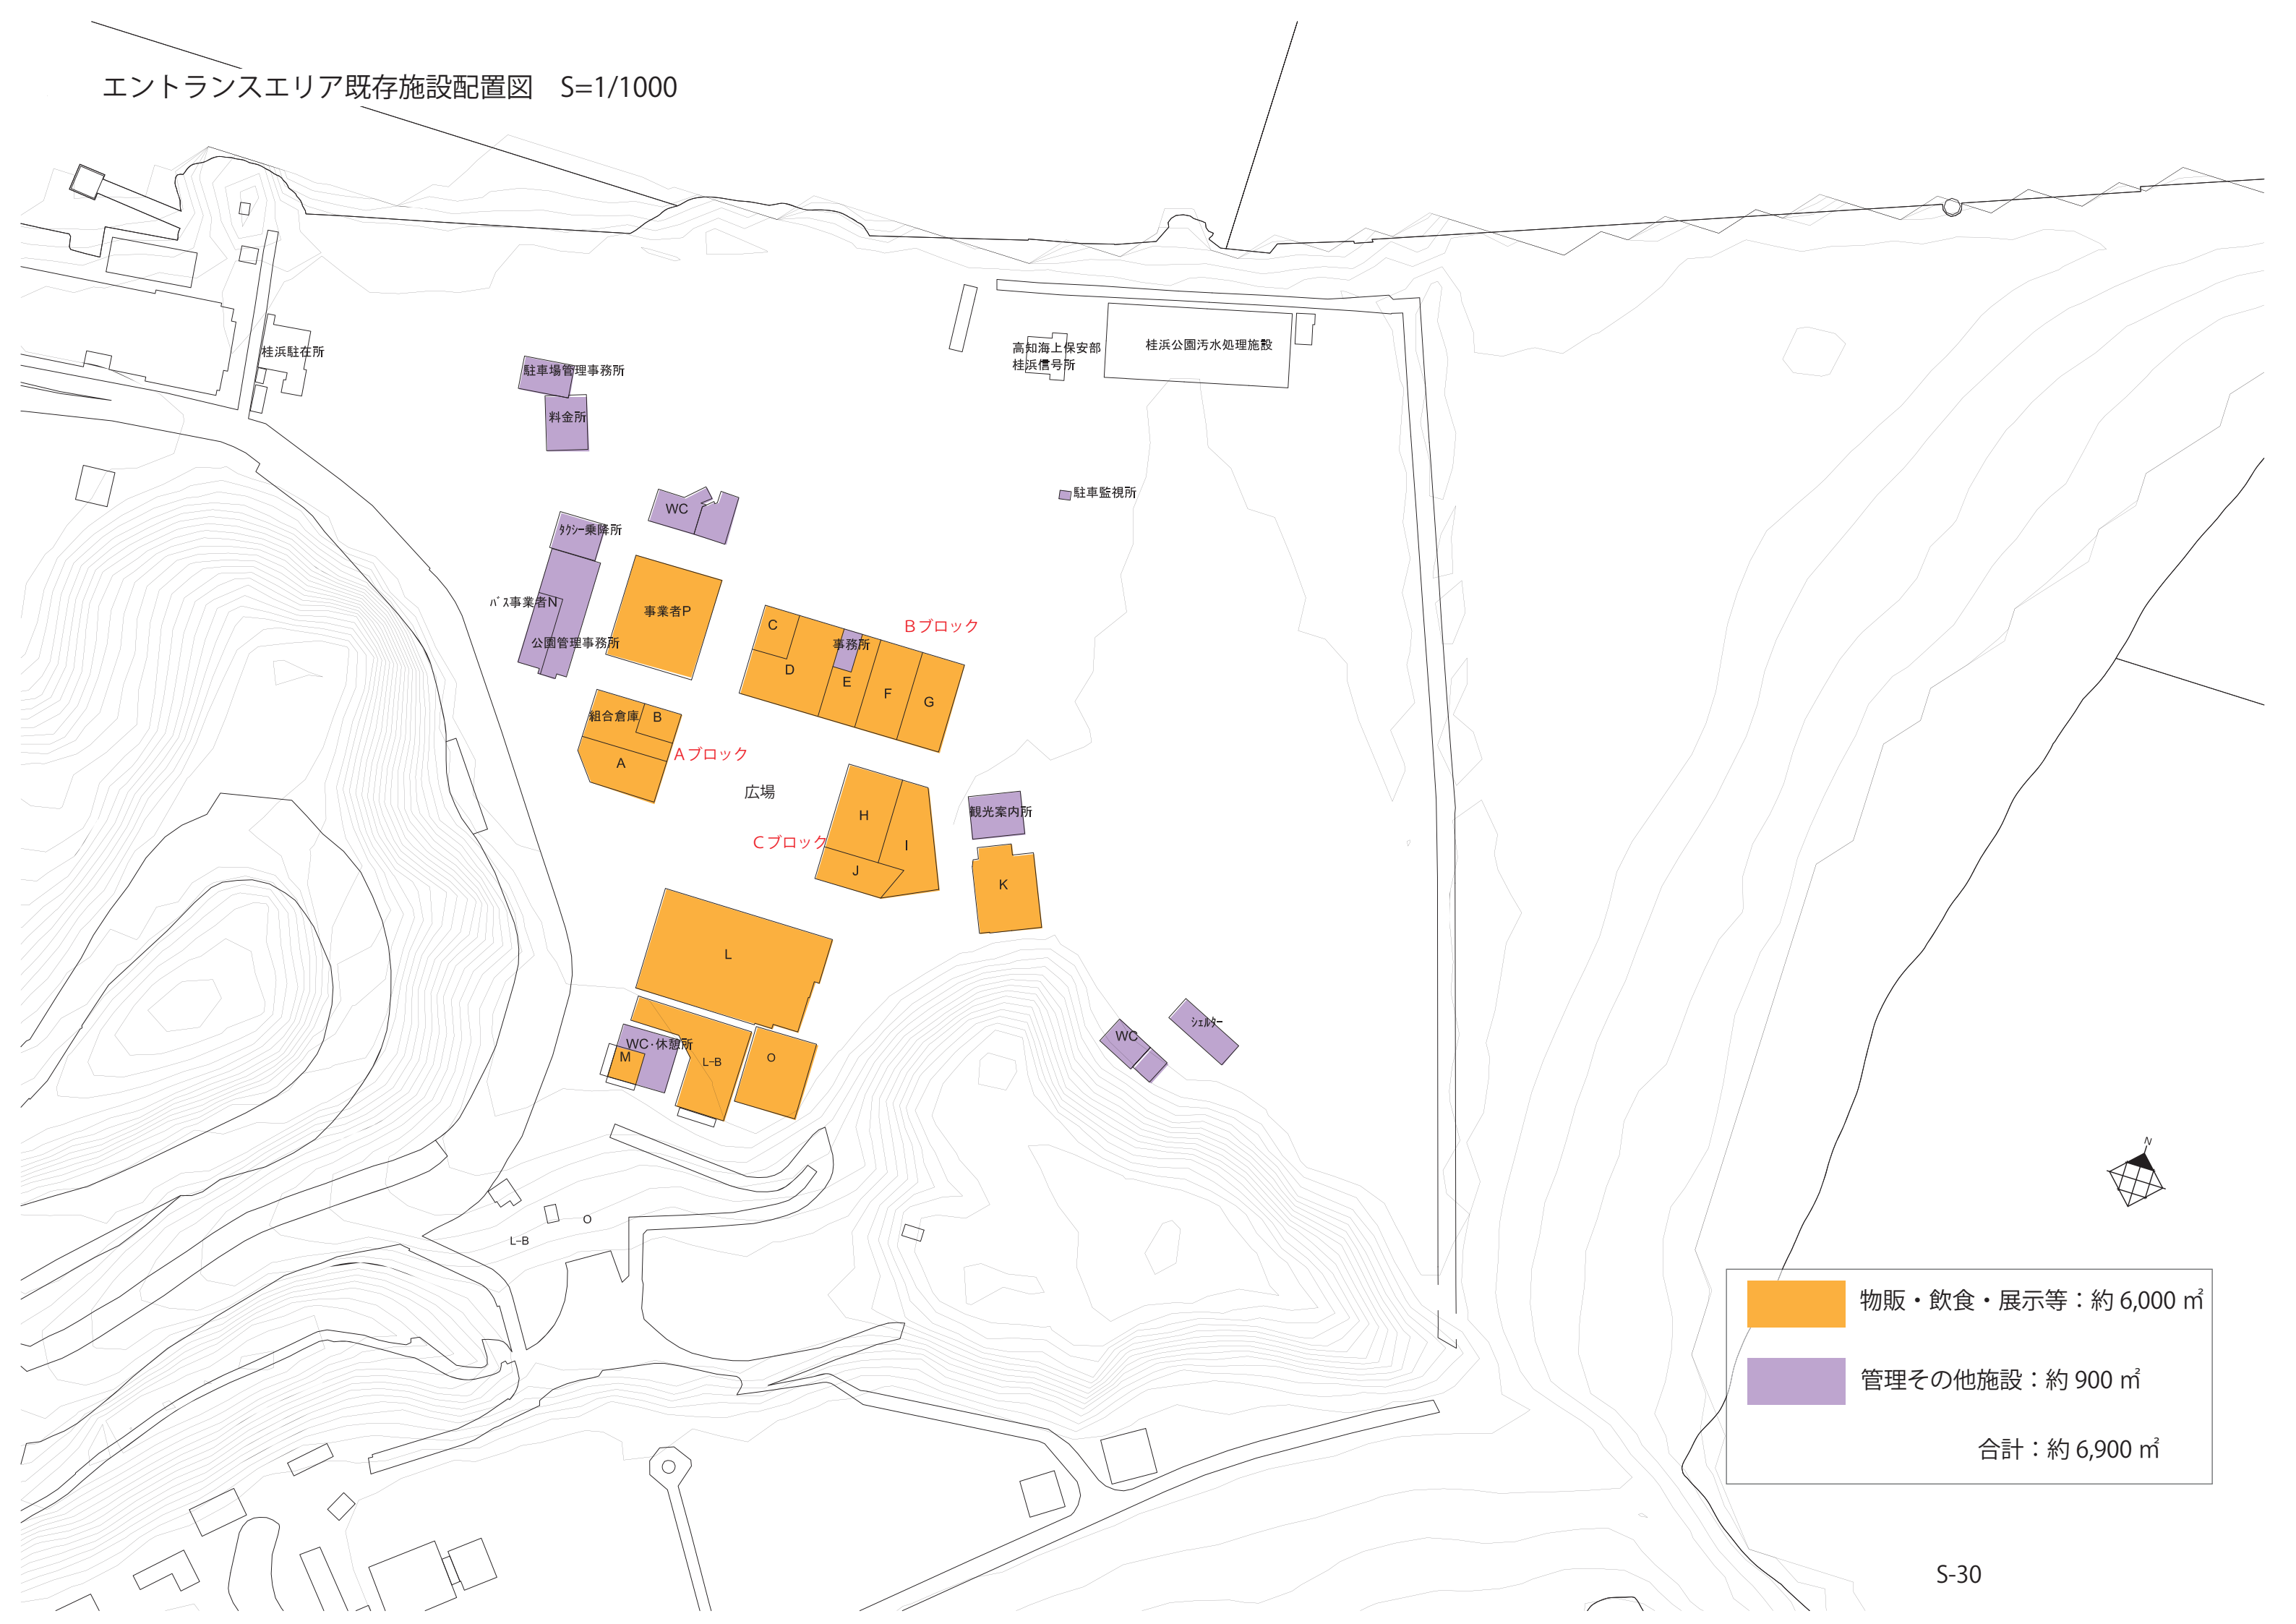 エントランスエリア既存施設配置図　S=1/1000
桂浜駐在所
駐車場管理事務所
料金所
高知海上保安部
桂浜信号所
桂浜公園汚水処理施設
駐車監視所
WC
ﾀｸｼｰ乗降所
ﾊﾞｽ事業者N
公園管理事務所
事業者P
Ｂブロック
C
D
事務所
E
F
G
組合倉庫
B
A
Ａブロック
広場
Ｃブロック
H
I
J
観光案内所
K
L
WC･休憩所
M
L-B
O
WC
ｼｪﾙﾀｰ
O
L-B
N
物販・飲食・展示等：約 6,000 ㎡
管理その他施設：約 900 ㎡
合計：約 6,900 ㎡
S-30